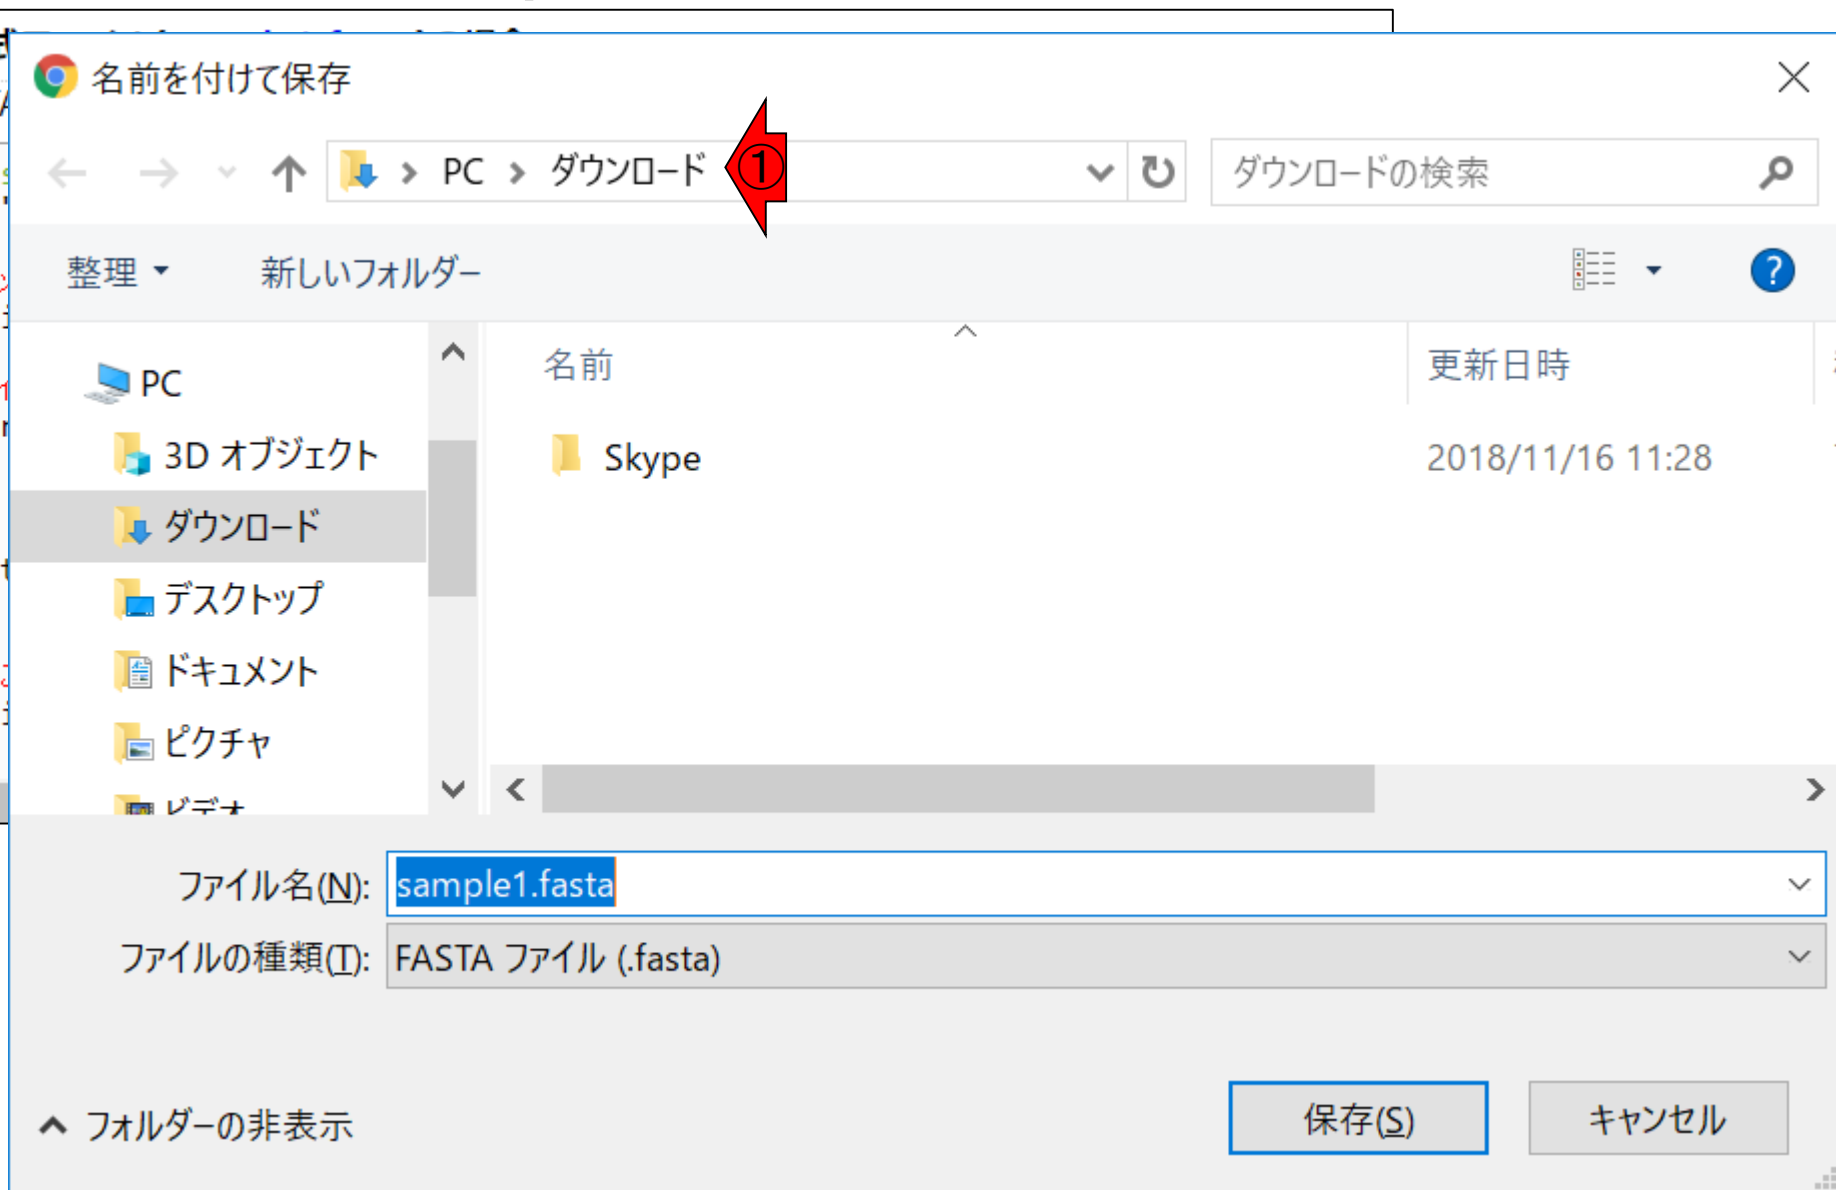 名前を付けて保存
PC ダウンロード ①
ダウンロードの検索
整理 新しいフォルダー
名前 更新日時
PC
3D オブジェクト
ダウンロード
デスクトップ
ドキュメント
ピクチャ
ビデオ
Skype 2018/11/16 11:28
ファイル名(N): sample1.fasta
ファイルの種類(T): FASTA ファイル (.fasta)
フォルダーの非表示
保存(S) キャンセル